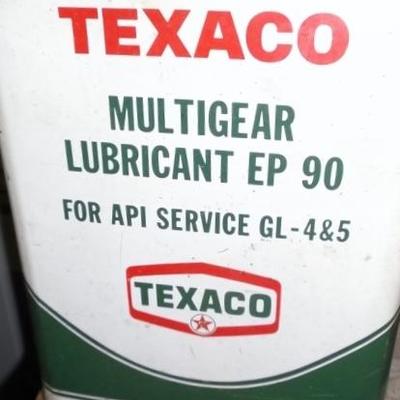 TEXACO
MULTIGEAR
LUBRICANT EP 90
FOR API SERVICE GL-4&5
TEXACO